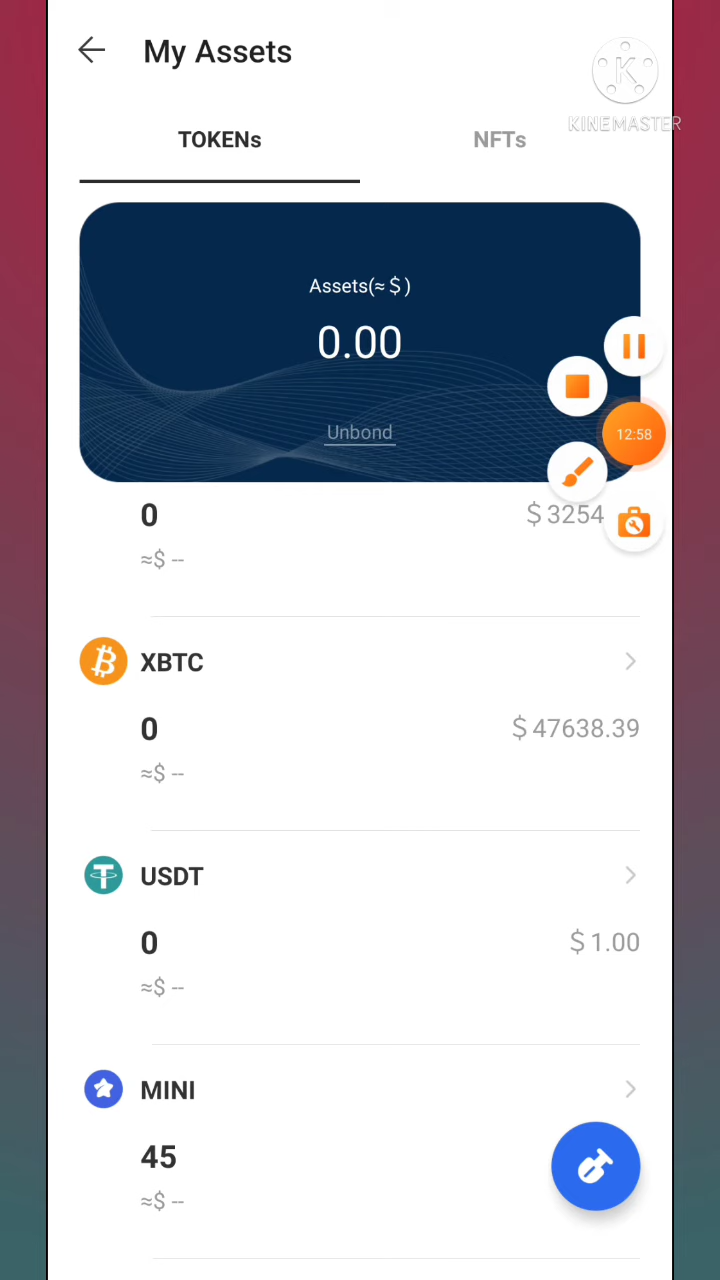 My Assets
KINEMASTER
TOKENs
NFTs
Assets(≈$)
0.00
Unbond
12:58
0
$3254
≈$ --
XBTC
0
$47638.39
≈$ --
USDT
0
$1.00
≈$ --
MINI
45
≈$ --